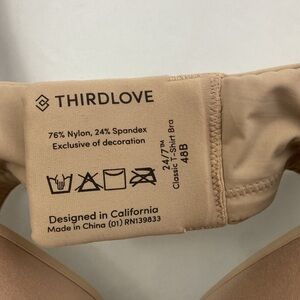 THIRDLOVE
76% Nylon, 24% Spandex
Exclusive of decoration
24/7™
Classic T-Shirt Bra
48B
Designed in California
Made in China (01) RN139833